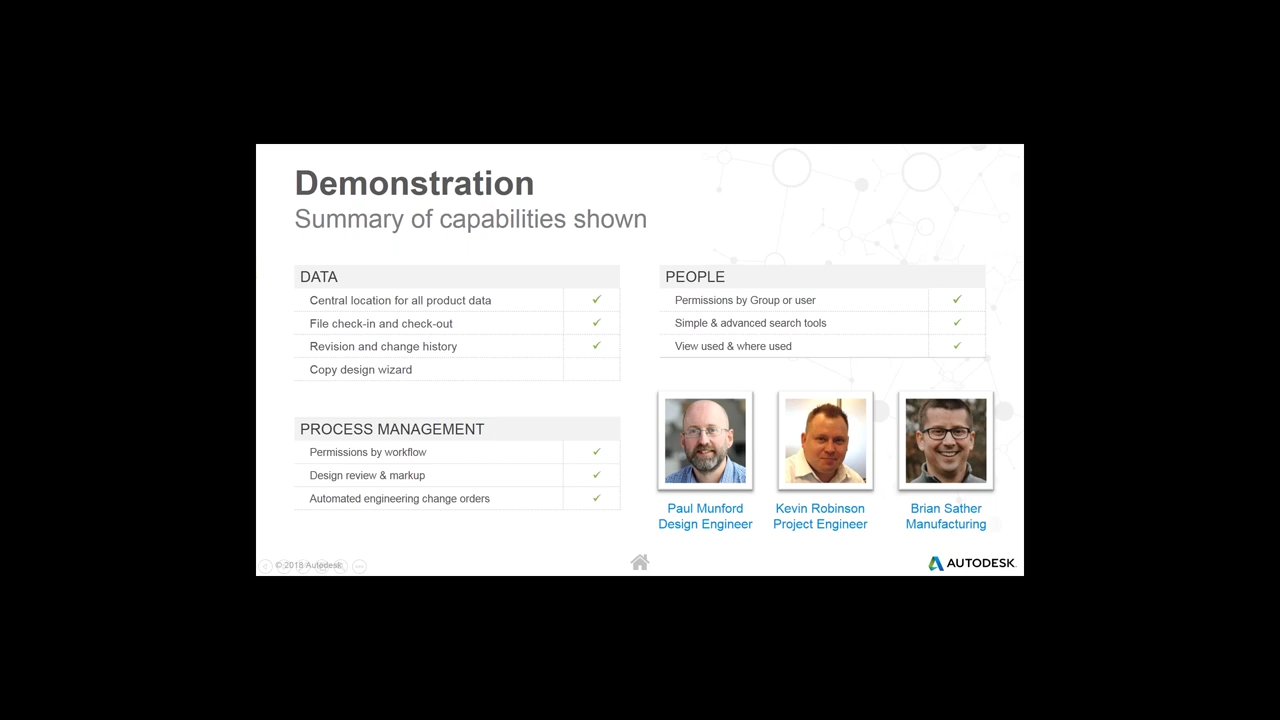 Demonstration
Summary of capabilities shown
DATA
Central location for all product data ✓
File check-in and check-out ✓
Revision and change history ✓
Copy design wizard
PROCESS MANAGEMENT
Permissions by workflow ✓
Design review & markup ✓
Automated engineering change orders ✓
PEOPLE
Permissions by Group or user ✓
Simple & advanced search tools ✓
View used & where used ✓
Paul Munford
Design Engineer
Kevin Robinson
Project Engineer
Brian Sather
Manufacturing
© 2018 Autodesk
AUTODESK